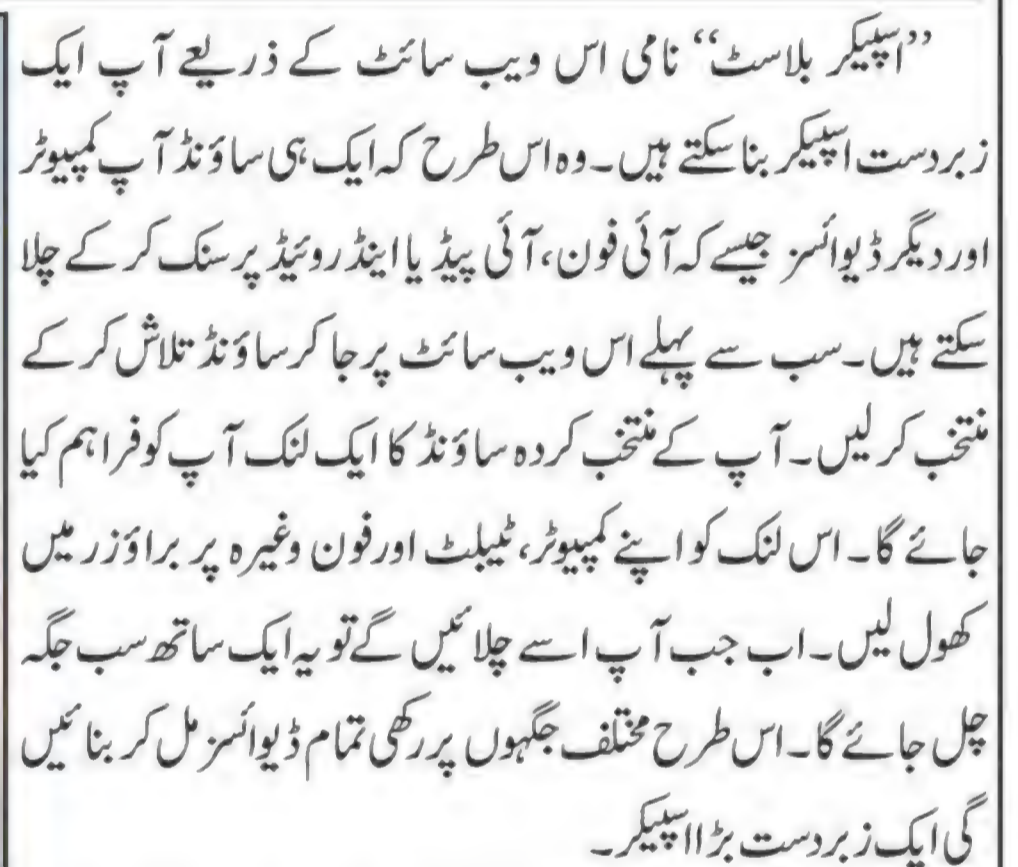 ”اسپیکر بلاسٹ“ نامی اس ویب سائٹ کے ذریعے آپ ایک
زبردست اسپیکر بنا سکتے ہیں۔ وہ اس طرح کہ ایک ہی ساؤنڈ آپ کمپیوٹر
اور دیگر ڈیوائسز جیسے کہ آئی فون، آئی پیڈ یا اینڈروئیڈ پر سنک کر کے چلا
سکتے ہیں۔ سب سے پہلے اس ویب سائٹ پر جا کر ساؤنڈ تلاش کر کے
منتخب کر لیں۔ آپ کے منتخب کردہ ساؤنڈ کا ایک لنک آپ کو فراہم کیا
جائے گا۔ اس لنک کو اپنے کمپیوٹر، ٹیبلٹ اور فون وغیرہ پر براؤزر میں
کھول لیں۔ اب جب آپ اسے چلائیں گے تو یہ ایک ساتھ سب جگہ
چل جائے گا۔ اس طرح مختلف جگہوں پر رکھی تمام ڈیوائسز مل کر بنائیں
گی ایک زبردست بڑا اسپیکر۔